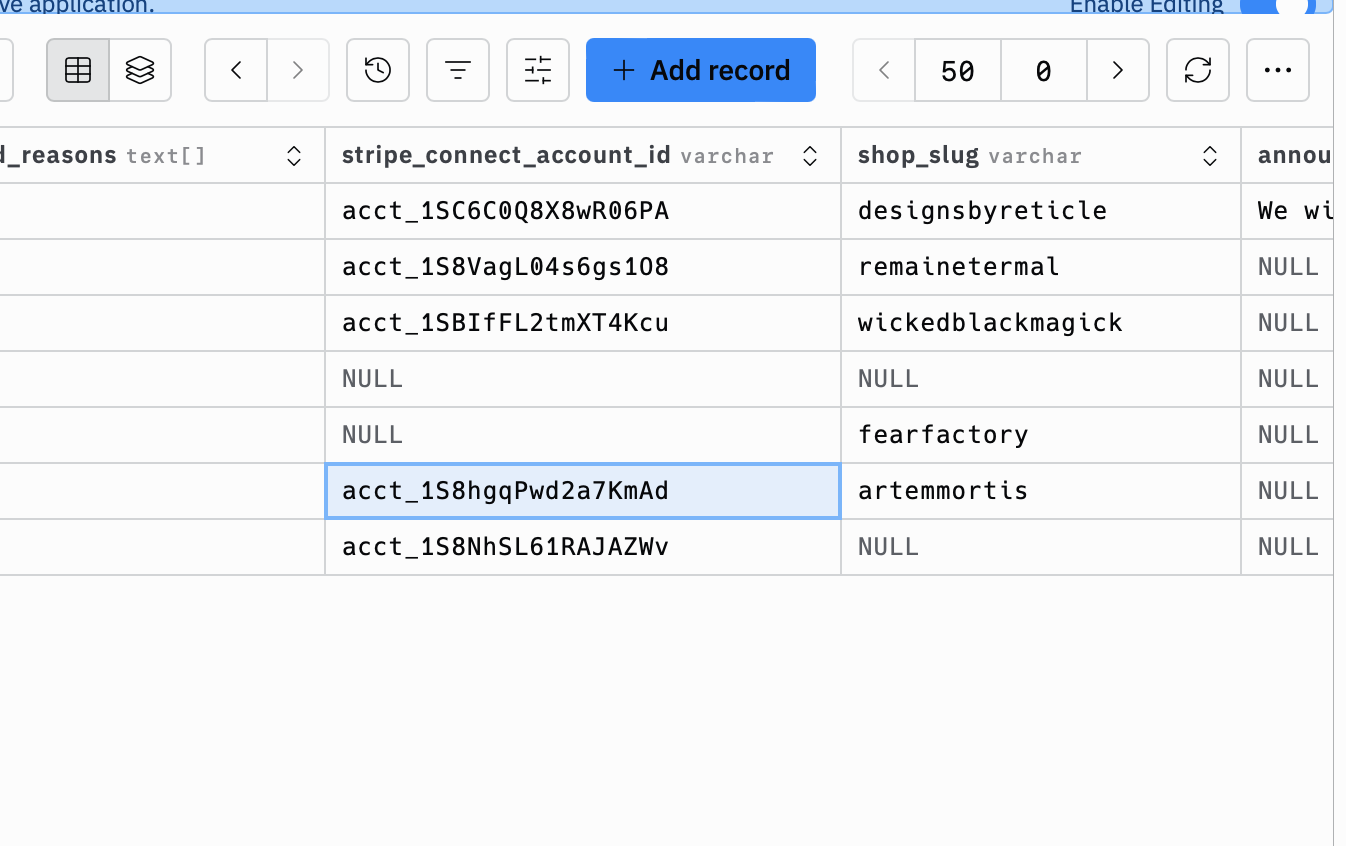 ve application. Enable Editing
Add record 50 0
d_reasons text[] stripe_connect_account_id varchar shop_slug varchar annou
acct_1SC6C0Q8X8wR06PA designsbyreticle We wi
acct_1S8VagL04s6gs1O8 remainetermal NULL
acct_1SBIfFL2tmXT4Kcu wickedblackmagick NULL
NULL NULL NULL
NULL fearfactory NULL
acct_1S8hgqPwd2a7KmAd artemmortis NULL
acct_1S8NhSL61RAJAZWv NULL NULL